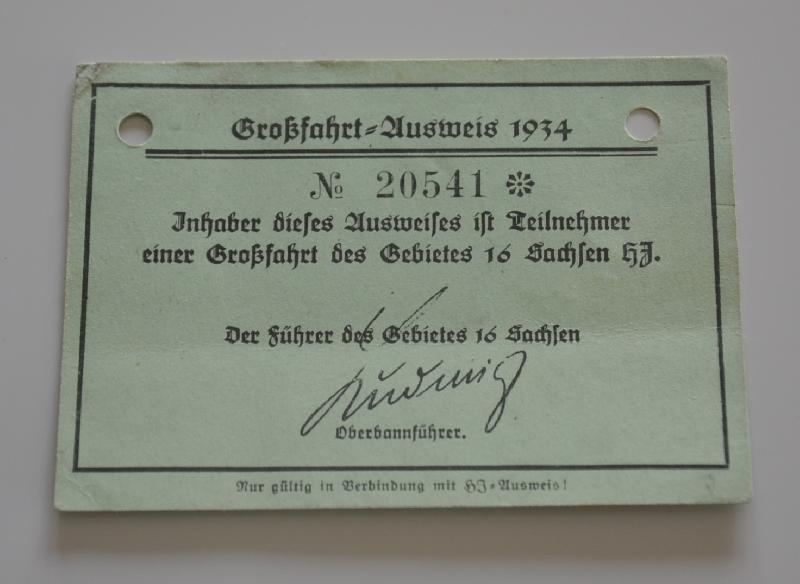 Großfahrt-Ausweis 1934
№ 20541
Inhaber dieses Ausweises ist Teilnehmer
einer Großfahrt des Gebietes 16 Sachsen HJ.
Der Führer des Gebietes 16 Sachsen
Oberbannführer.
Nur gültig in Verbindung mit HJ-Ausweis!